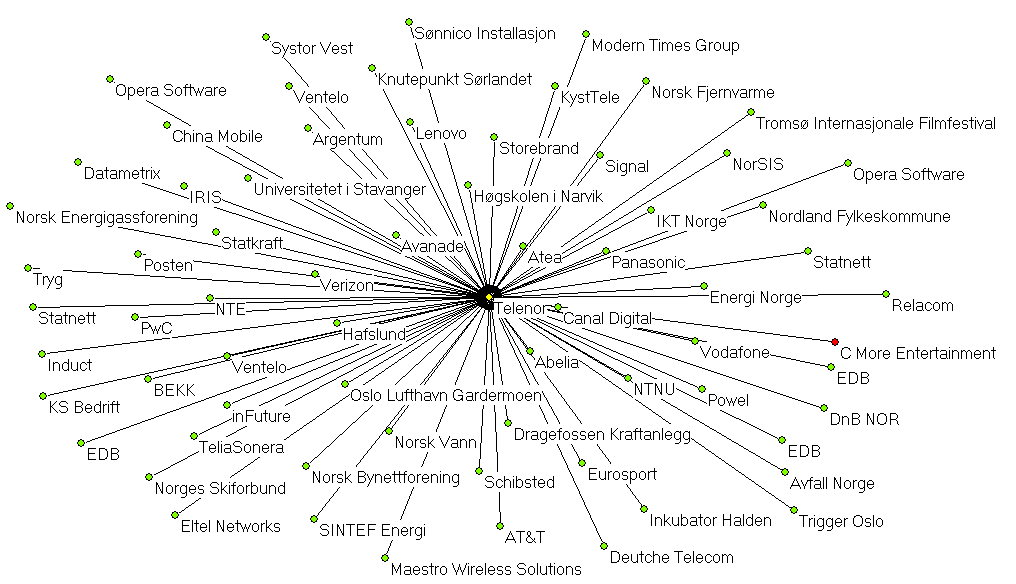 Sønnico Installasjon
Systor Vest
Modern Times Group
Knutepunkt Sørlandet
Opera Software
Ventelo
KystTele
Norsk Fjernvarme
Tromsø Internasjonale Filmfestival
China Mobile
Argentum
Lenovo
Storebrand
NorSIS
Signal
Datametrix
Opera Software
Universitetet i Stavanger
IRIS
Høgskolen i Narvik
Norsk Energigassforening
IKT Norge
Nordland Fylkeskommune
Statkraft
Avanade
Atea
Posten
Panasonic
Statnett
Tryg
Verizon
Energi Norge
Relacom
NTE
Telenor
Statnett
PwC
Canal Digital
Hafslund
Vodafone
C More Entertainment
Induct
Ventelo
Abelia
EDB
BEKK
NTNU
Oslo Lufthavn Gardermoen
Powel
KS Bedrift
inFuture
DnB NOR
Dragefossen Kraftanlegg
TeliaSonera
Norsk Vann
EDB
EDB
Eurosport
Norsk Bynettforening
Schibsted
Avfall Norge
Norges Skiforbund
Inkubator Halden
Trigger Oslo
Eltel Networks
SINTEF Energi
AT&T
Deutche Telecom
Maestro Wireless Solutions